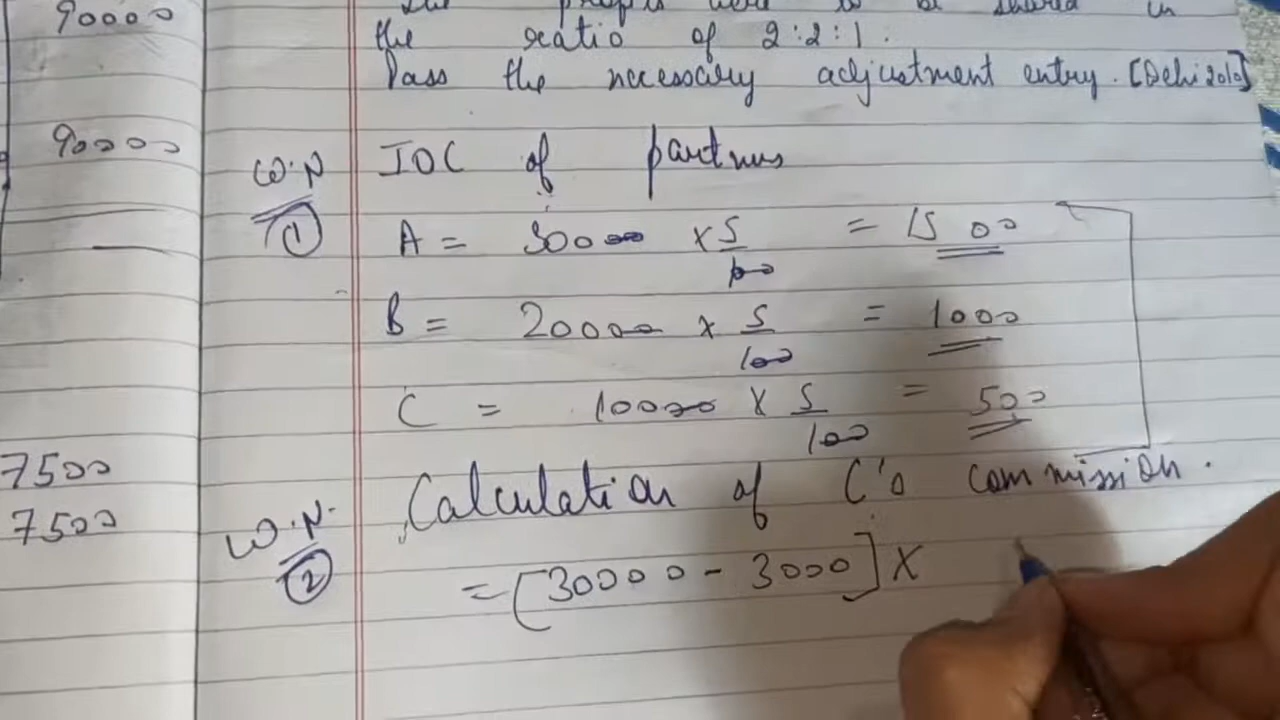 90000
the ratio of 2:2:1.
Pass the necessary adjustment entry. [Delhi 2010]
90000
W.N ①
IOC of partners
A = 30000 × 5/100 = 1500
B = 20000 × 5/100 = 1000
C = 10000 × 5/100 = 500
7500
7500
W.N. ②
Calculation of C's commission.
= [30000 - 3000] ×